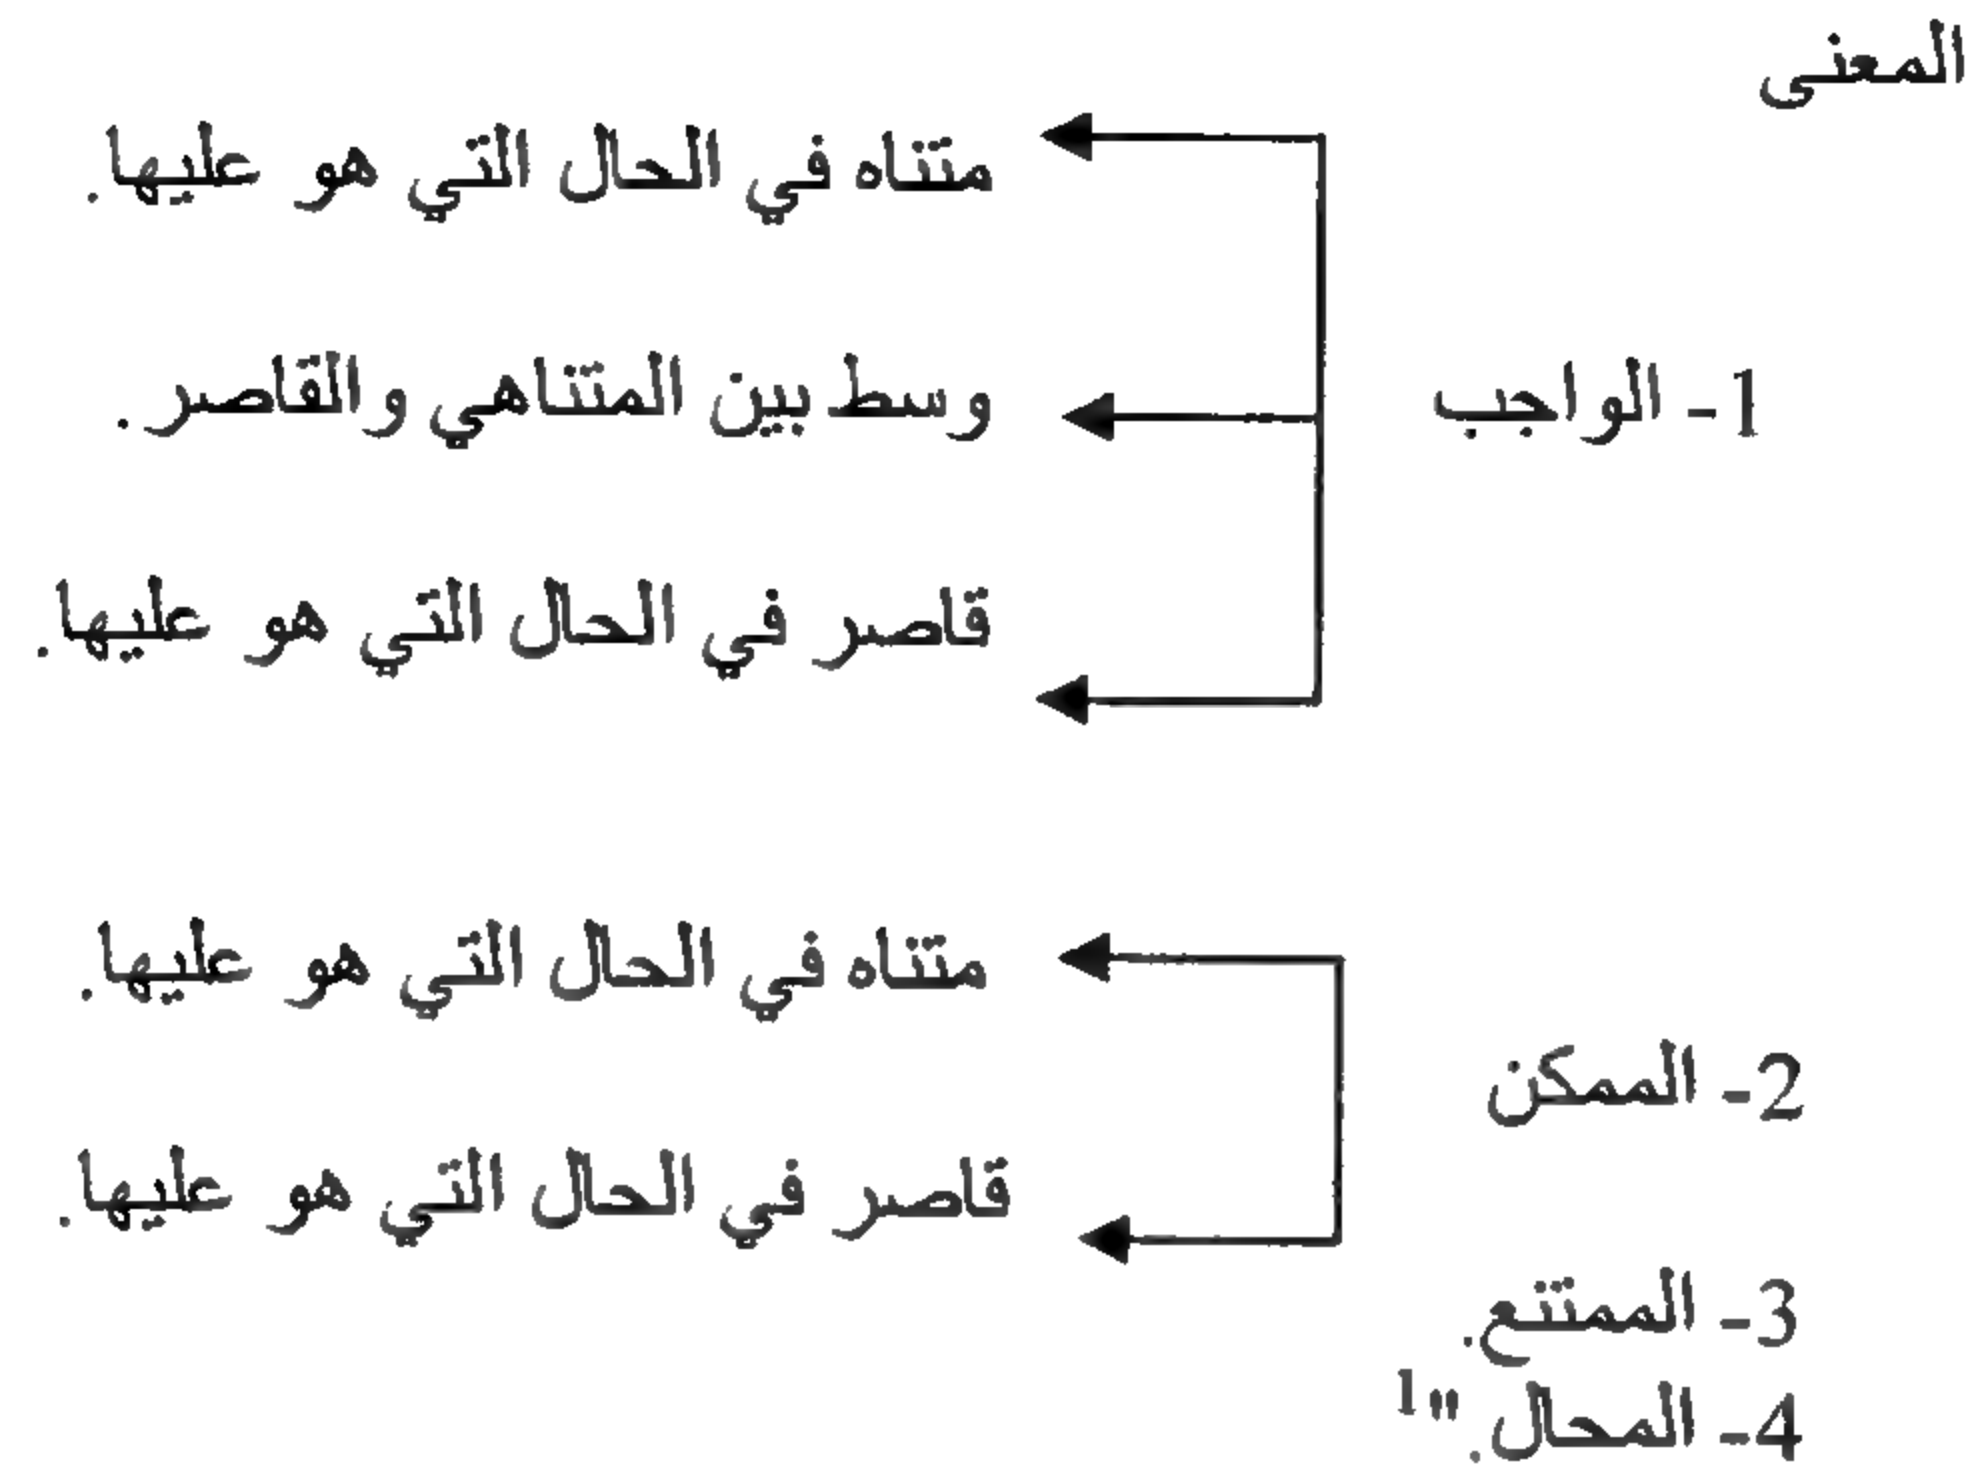 المعنى
متناه في الحال التي هو عليها.
1- الواجب
وسط بين المتناهي والقاصر.
قاصر في الحال التي هو عليها.
متناه في الحال التي هو عليها.
2- الممكن
قاصر في الحال التي هو عليها.
3- الممتنع.
4- المحال."1